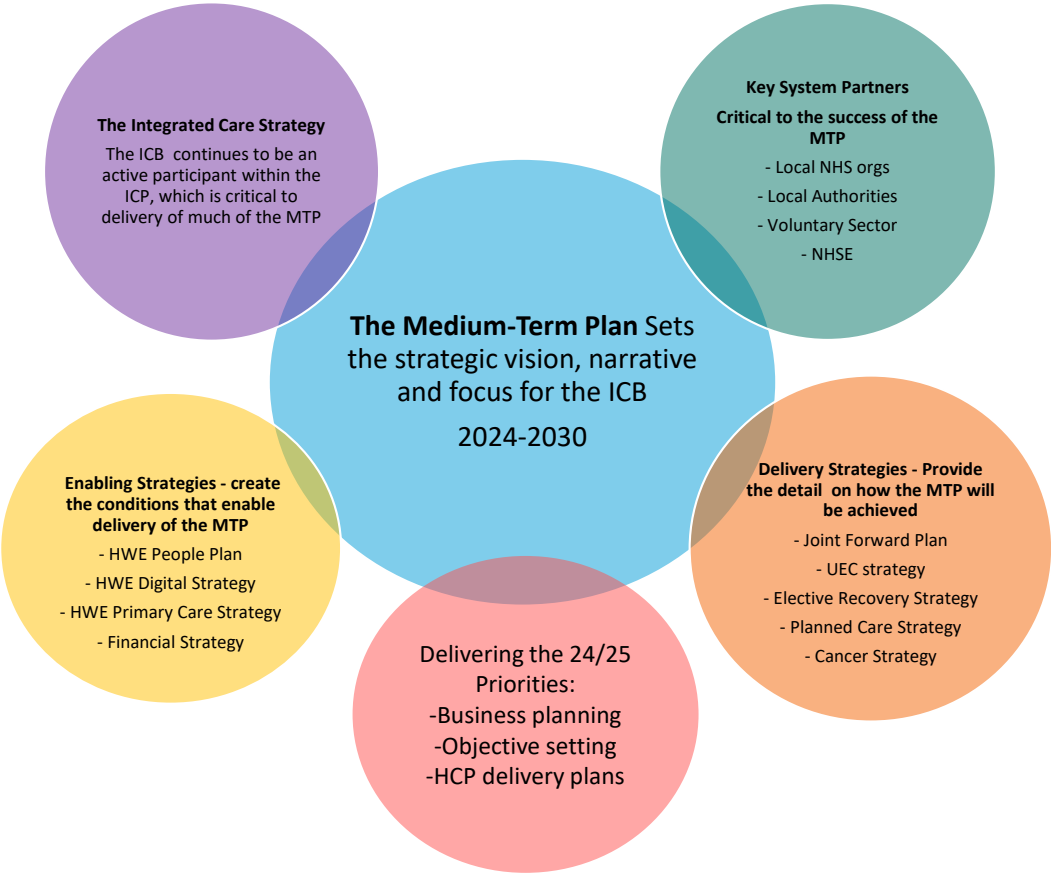 The Integrated Care Strategy
The ICB continues to be an
active participant within the
ICP, which is critical to
delivery of much of the MTP
Key System Partners
Critical to the success of the
MTP
- Local NHS orgs
- Local Authorities
- Voluntary Sector
- NHSE
The Medium-Term Plan Sets
the strategic vision, narrative
and focus for the ICB
2024-2030
Enabling Strategies - create
the conditions that enable
delivery of the MTP
- HWE People Plan
- HWE Digital Strategy
- HWE Primary Care Strategy
- Financial Strategy
Delivery Strategies - Provide
the detail on how the MTP will
be achieved
- Joint Forward Plan
- UEC strategy
- Elective Recovery Strategy
- Planned Care Strategy
- Cancer Strategy
Delivering the 24/25
Priorities:
-Business planning
-Objective setting
-HCP delivery plans